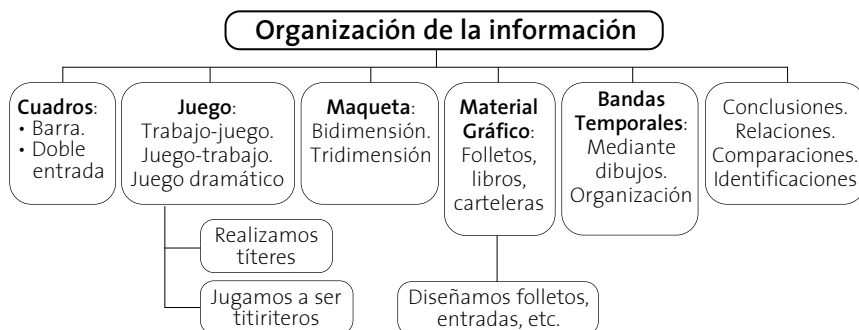 Organización de la información
Cuadros:
• Barra.
• Doble
entrada
Juego:
Trabajo-juego.
Juego-trabajo.
Juego dramático
Maqueta:
Bidimensión.
Tridimensión
Material
Gráfico:
Folletos,
libros,
carteleras
Bandas
Temporales:
Mediante
dibujos.
Organización
Conclusiones.
Relaciones.
Comparaciones.
Identificaciones
Realizamos
títeres
Jugamos a ser
titiriteros
Diseñamos folletos,
entradas, etc.